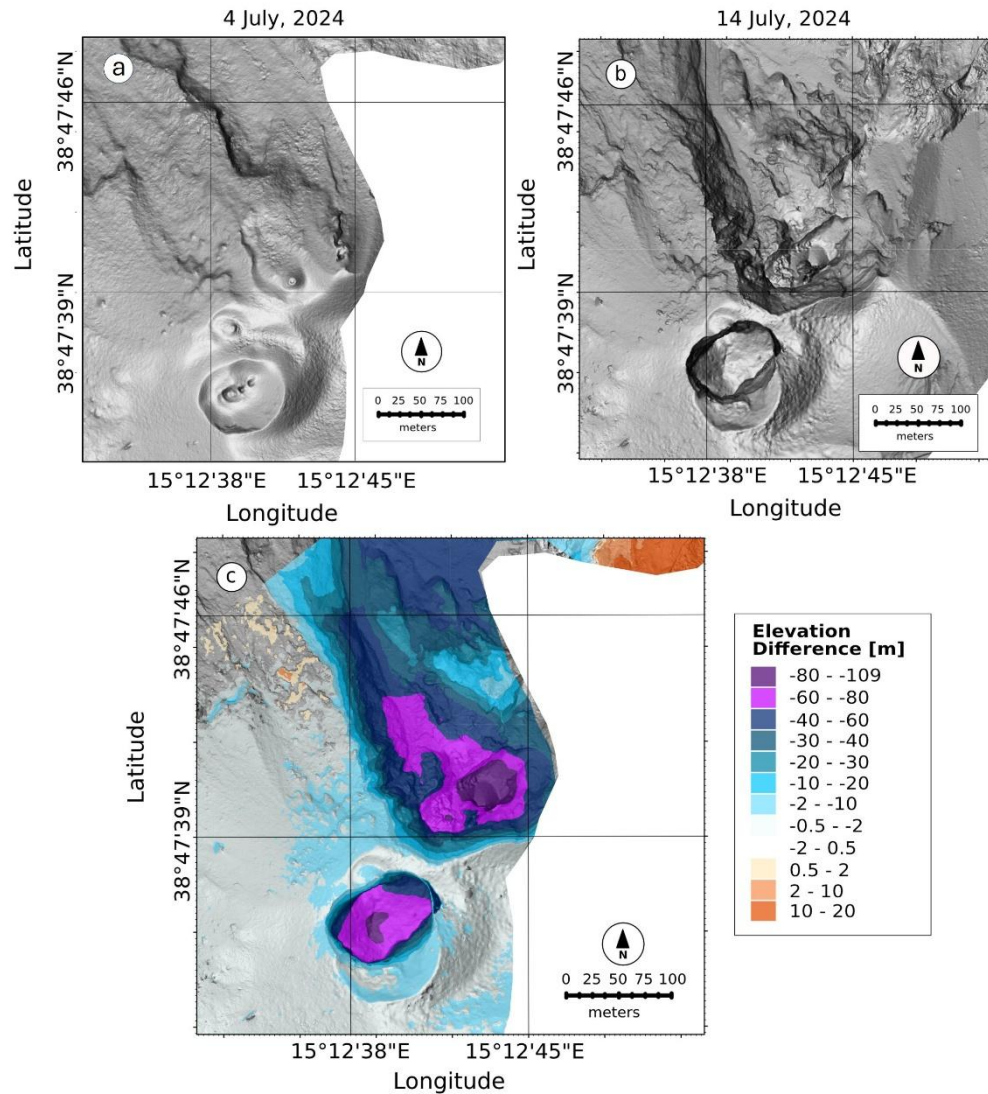 4 July, 2024
14 July, 2024
a
b
38°47'46"N
38°47'46"N
Latitude
Latitude
38°47'39"N
38°47'39"N
N
N
0 25 50 75 100
meters
0 25 50 75 100
meters
15°12'38"E 15°12'45"E
15°12'38"E 15°12'45"E
Longitude
Longitude
c
38°47'46"N
Latitude
38°47'39"N
N
0 25 50 75 100
meters
15°12'38"E 15°12'45"E
Longitude
Elevation
Difference [m]
-80 - -109
-60 - -80
-40 - -60
-30 - -40
-20 - -30
-10 - -20
-2 - -10
-0.5 - -2
-2 - 0.5
0.5 - 2
2 - 10
10 - 20